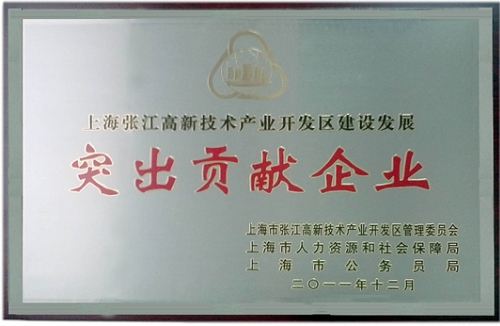 上海张江高新技术产业开发区建设发展
突出贡献企业
上海市张江高新技术产业开发区管理委员会
上海市人力资源和社会保障局
上海市公务员局
二〇一一年十二月